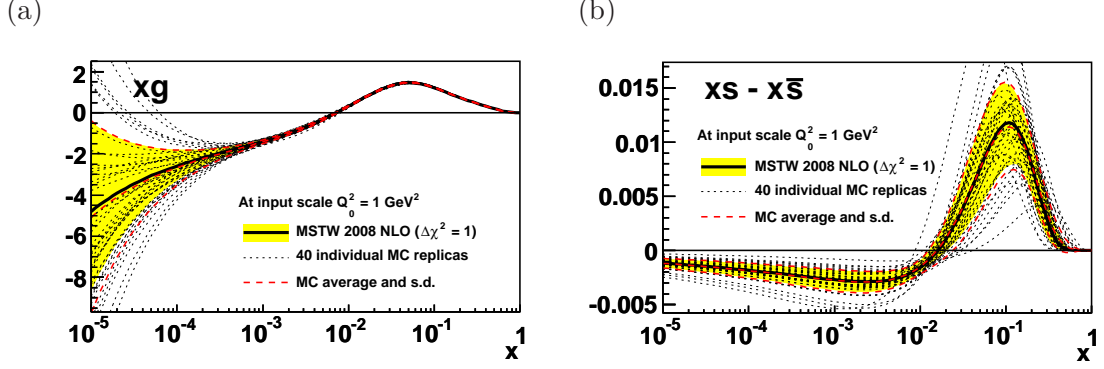 (a)
(b)
2
0
-2
-4
-6
-8
xg
At input scale Q₀² = 1 GeV²
MSTW 2008 NLO (Δχ² = 1)
40 individual MC replicas
MC average and s.d.
10⁻⁵ 10⁻⁴ 10⁻³ 10⁻² 10⁻¹ 1
x
0.015
0.01
0.005
0
-0.005
xs - xs̄
At input scale Q₀² = 1 GeV²
MSTW 2008 NLO (Δχ² = 1)
40 individual MC replicas
MC average and s.d.
10⁻⁵ 10⁻⁴ 10⁻³ 10⁻² 10⁻¹ 1
x